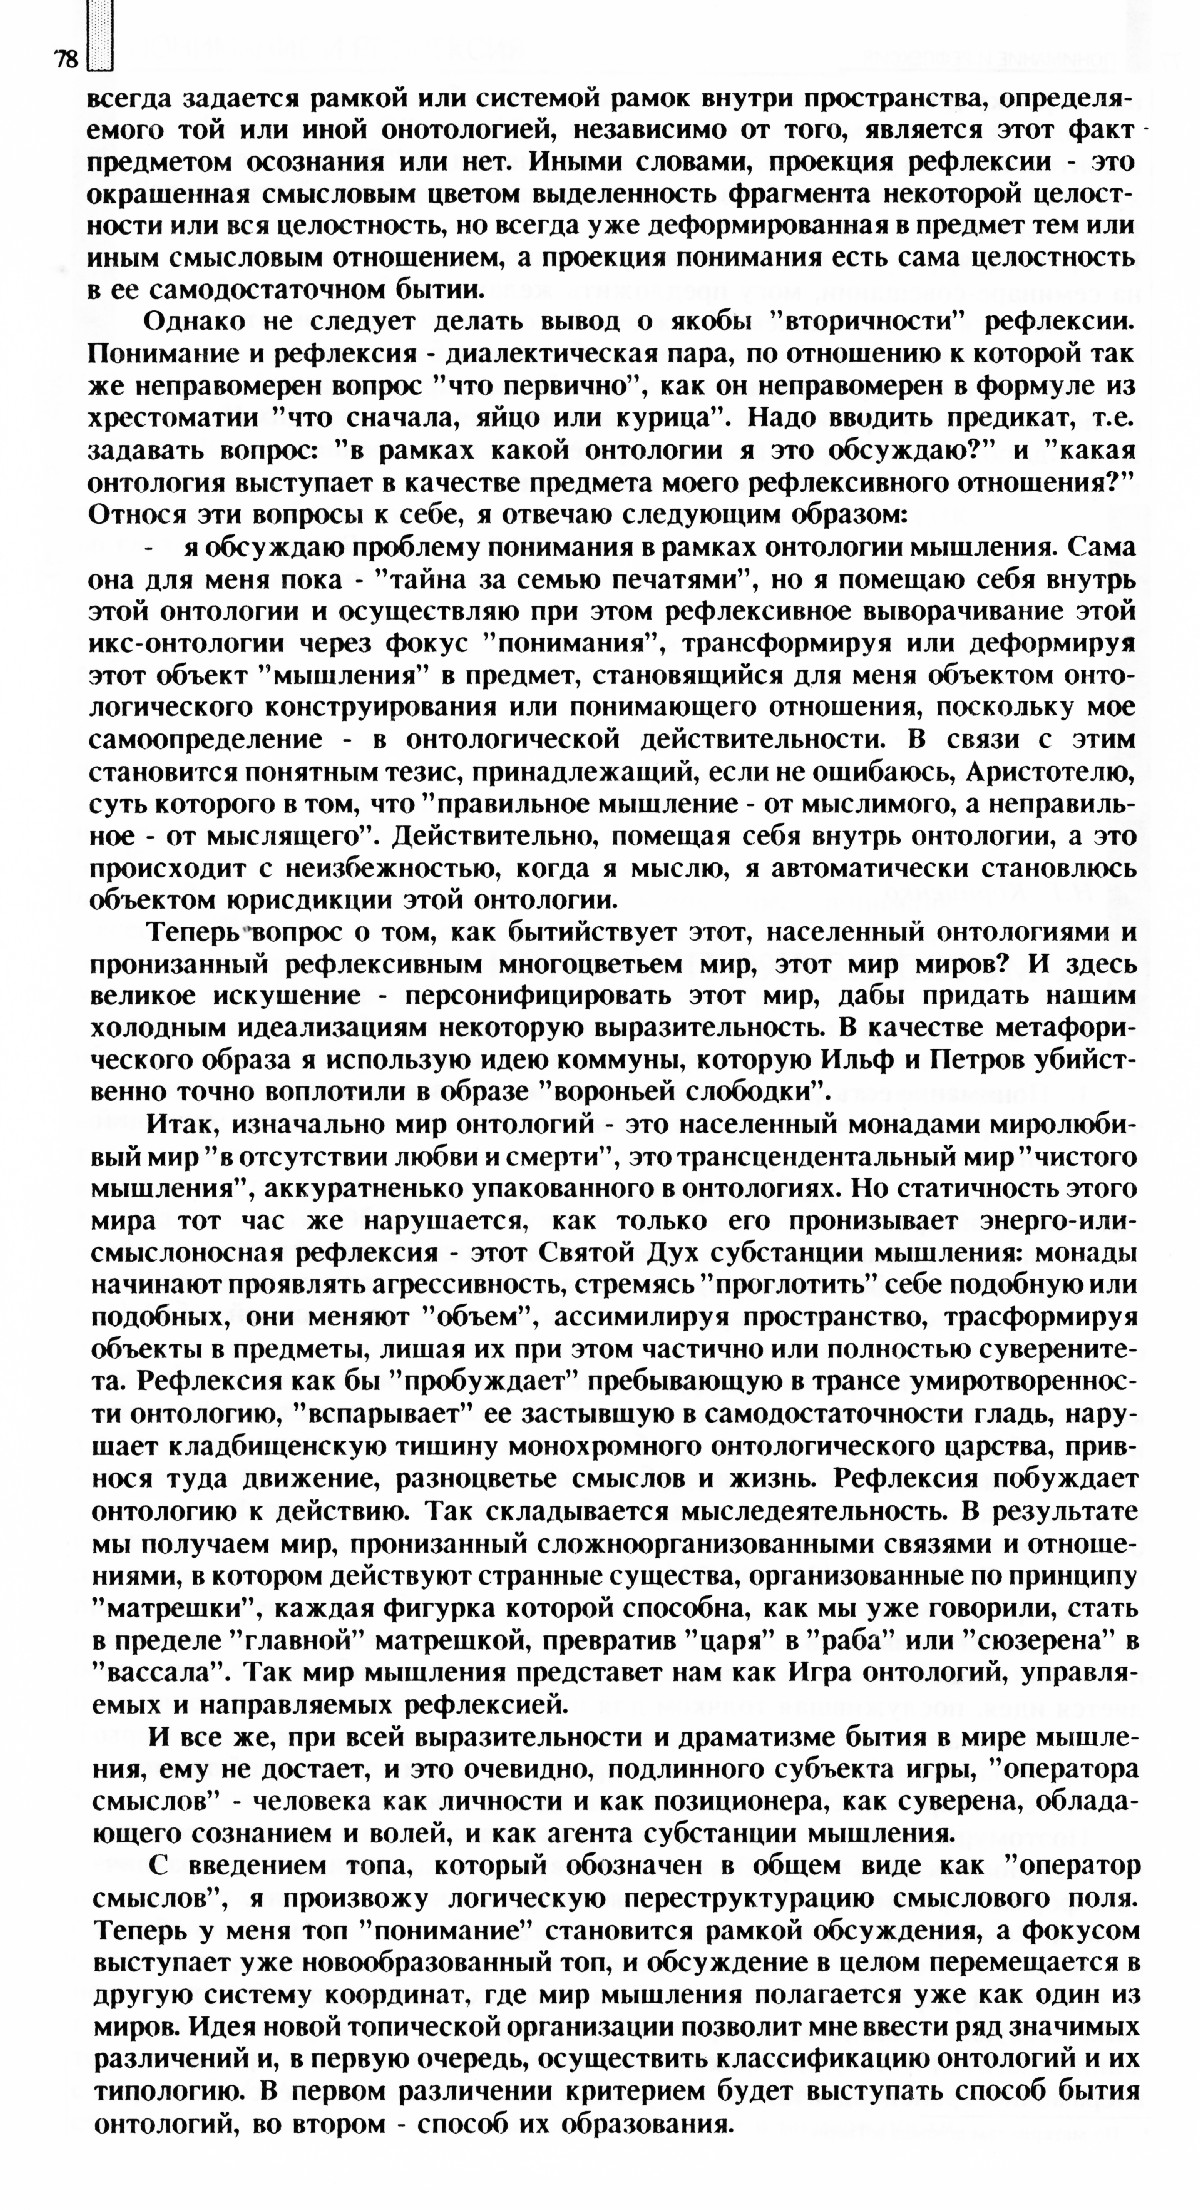 78
всегда задается рамкой или системой рамок внутри пространства, определя-
емого той или иной онотологией, независимо от того, является этот факт
предметом осознания или нет. Иными словами, проекция рефлексии - это
окрашенная смысловым цветом выделенность фрагмента некоторой целост-
ности или вся целостность, но всегда уже деформированная в предмет тем или
иным смысловым отношением, а проекция понимания есть сама целостность
в ее самодостаточном бытии.
Однако не следует делать вывод о якобы ”вторичности” рефлексии.
Понимание и рефлексия - диалектическая пара, по отношению к которой так
же неправомерен вопрос ”что первично”, как он неправомерен в формуле из
хрестоматии ”что сначала, яйцо или курица”. Надо вводить предикат, т.е.
задавать вопрос: ”в рамках какой онтологии я это обсуждаю?” и ”какая
онтология выступает в качестве предмета моего рефлексивного отношения?”
Относя эти вопросы к себе, я отвечаю следующим образом:
- я обсуждаю проблему понимания в рамках онтологии мышления. Сама
она для меня пока - ”тайна за семью печатями”, но я помещаю себя внутрь
этой онтологии и осуществляю при этом рефлексивное выворачивание этой
икс-онтологии через фокус ”понимания”, трансформируя или деформируя
этот объект ”мышления” в предмет, становящийся для меня объектом онто-
логического конструирования или понимающего отношения, поскольку мое
самоопределение - в онтологической действительности. В связи с этим
становится понятным тезис, принадлежащий, если не ошибаюсь, Аристотелю,
суть которого в том, что ”правильное мышление - от мыслимого, а неправиль-
ное - от мыслящего”. Действительно, помещая себя внутрь онтологии, а это
происходит с неизбежностью, когда я мыслю, я автоматически становлюсь
объектом юрисдикции этой онтологии.
Теперь вопрос о том, как бытийствует этот, населенный онтологиями и
пронизанный рефлексивным многоцветьем мир, этот мир миров? И здесь
великое искушение - персонифицировать этот мир, дабы придать нашим
холодным идеализациям некоторую выразительность. В качестве метафори-
ческого образа я использую идею коммуны, которую Ильф и Петров убийст-
венно точно воплотили в образе ”вороньей слободки”.
Итак, изначально мир онтологий - это населенный монадами миролюби-
вый мир ”в отсутствии любви и смерти”, это трансцендентальный мир ”чистого
мышления”, аккуратненько упакованного в онтологиях. Но статичность этого
мира тот час же нарушается, как только его пронизывает энерго-или-
смыслоносная рефлексия - этот Святой Дух субстанции мышления: монады
начинают проявлять агрессивность, стремясь ”проглотить” себе подобную или
подобных, они меняют ”объем”, ассимилируя пространство, трасформируя
объекты в предметы, лишая их при этом частично или полностью суверените-
та. Рефлексия как бы ”пробуждает” пребывающую в трансе умиротвореннос-
ти онтологию, ”вспарывает” ее застывшую в самодостаточности гладь, нару-
шает кладбищенскую тишину монохромного онтологического царства, прив-
нося туда движение, разноцветье смыслов и жизнь. Рефлексия побуждает
онтологию к действию. Так складывается мыследеятельность. В результате
мы получаем мир, пронизанный сложноорганизованными связями и отноше-
ниями, в котором действуют странные существа, организованные по принципу
”матрешки”, каждая фигурка которой способна, как мы уже говорили, стать
в пределе ”главной” матрешкой, превратив ”царя” в ”раба” или ”сюзерена” в
”вассала”. Так мир мышления представет нам как Игра онтологий, управля-
емых и направляемых рефлексией.
И все же, при всей выразительности и драматизме бытия в мире мышле-
ния, ему не достает, и это очевидно, подлинного субъекта игры, ”оператора
смыслов” - человека как личности и как позиционера, как суверена, облада-
ющего сознанием и волей, и как агента субстанции мышления.
С введением топа, который обозначен в общем виде как ”оператор
смыслов”, я произвожу логическую переструктурацию смыслового поля.
Теперь у меня топ ”понимание” становится рамкой обсуждения, а фокусом
выступает уже новообразованный топ, и обсуждение в целом перемещается в
другую систему координат, где мир мышления полагается уже как один из
миров. Идея новой топической организации позволит мне ввести ряд значимых
различений и, в первую очередь, осуществить классификацию онтологий и их
типологию. В первом различении критерием будет выступать способ бытия
онтологий, во втором - способ их образования.